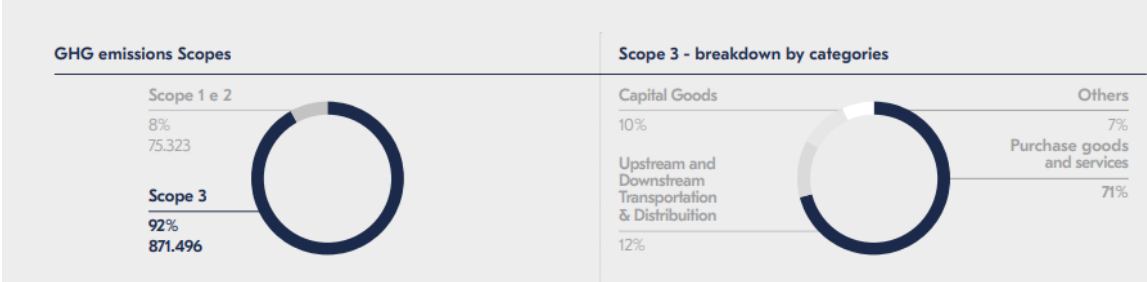 GHG emissions Scopes
Scope 1 e 2
8%
75.323
Scope 3
92%
871.496
Scope 3 - breakdown by categories
Capital Goods
10%
Upstream and
Downstream
Transportation
& Distribuition
12%
Others
7%
Purchase goods
and services
71%